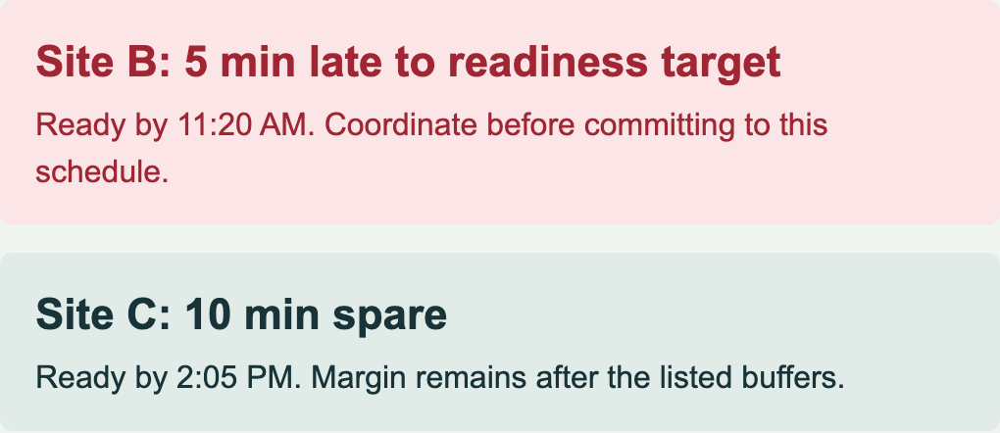 Site B: 5 min late to readiness target
Ready by 11:20 AM. Coordinate before committing to this
schedule.
Site C: 10 min spare
Ready by 2:05 PM. Margin remains after the listed buffers.